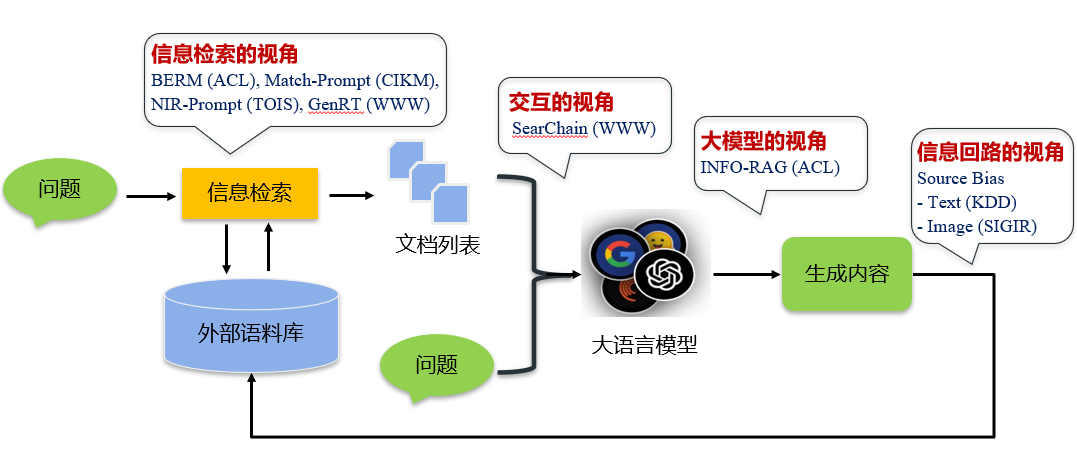 信息检索的视角
BERM (ACL), Match-Prompt (CIKM),
NIR-Prompt (TOIS), GenRT (WWW)
交互的视角
SearChain (WWW)
大模型的视角
INFO-RAG (ACL)
信息回路的视角
Source Bias
- Text (KDD)
- Image (SIGIR)
问题
信息检索
文档列表
外部语料库
问题
大语言模型
生成内容